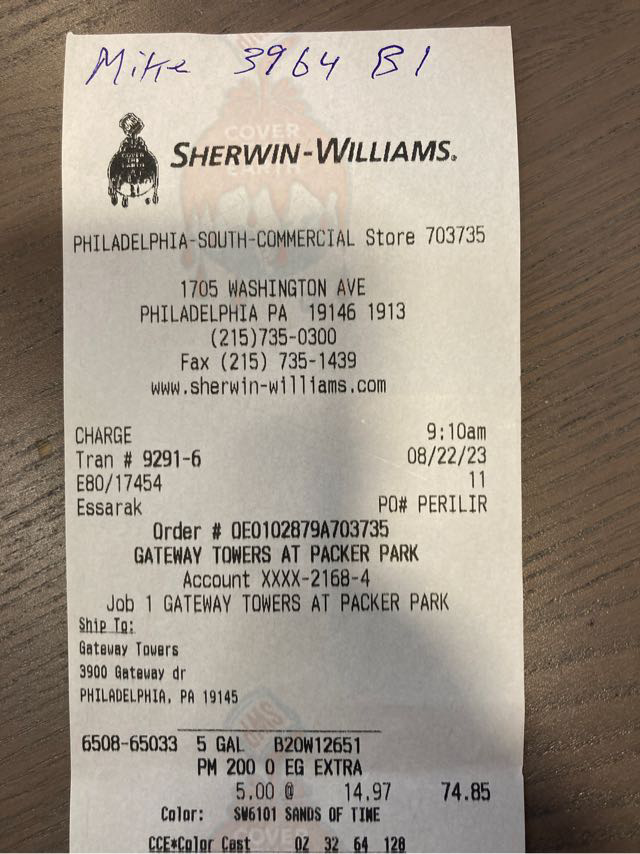 Mike 3964 B1
SHERWIN-WILLIAMS.
COVER
EARTH
PHILADELPHIA-SOUTH-COMMERCIAL Store 703735
1705 WASHINGTON AVE
PHILADELPHIA PA 19146 1913
(215)735-0300
Fax (215) 735-1439
www.sherwin-williams.com
CHARGE 9:10am
Tran # 9291-6 08/22/23
E80/17454 11
Essarak PO# PERILIR
Order # OE0102879A703735
GATEWAY TOWERS AT PACKER PARK
Account XXXX-2168-4
Job 1 GATEWAY TOWERS AT PACKER PARK
Ship To:
Gateway Towers
3900 Gateway dr
PHILADELPHIA, PA 19145
6508-65033 5 GAL B20W12651
PM 200 0 EG EXTRA
5.00 @ 14.97 74.85
Color: SW6101 SANDS OF TIME
CCE*Color Cast OZ 32 64 128
COVER